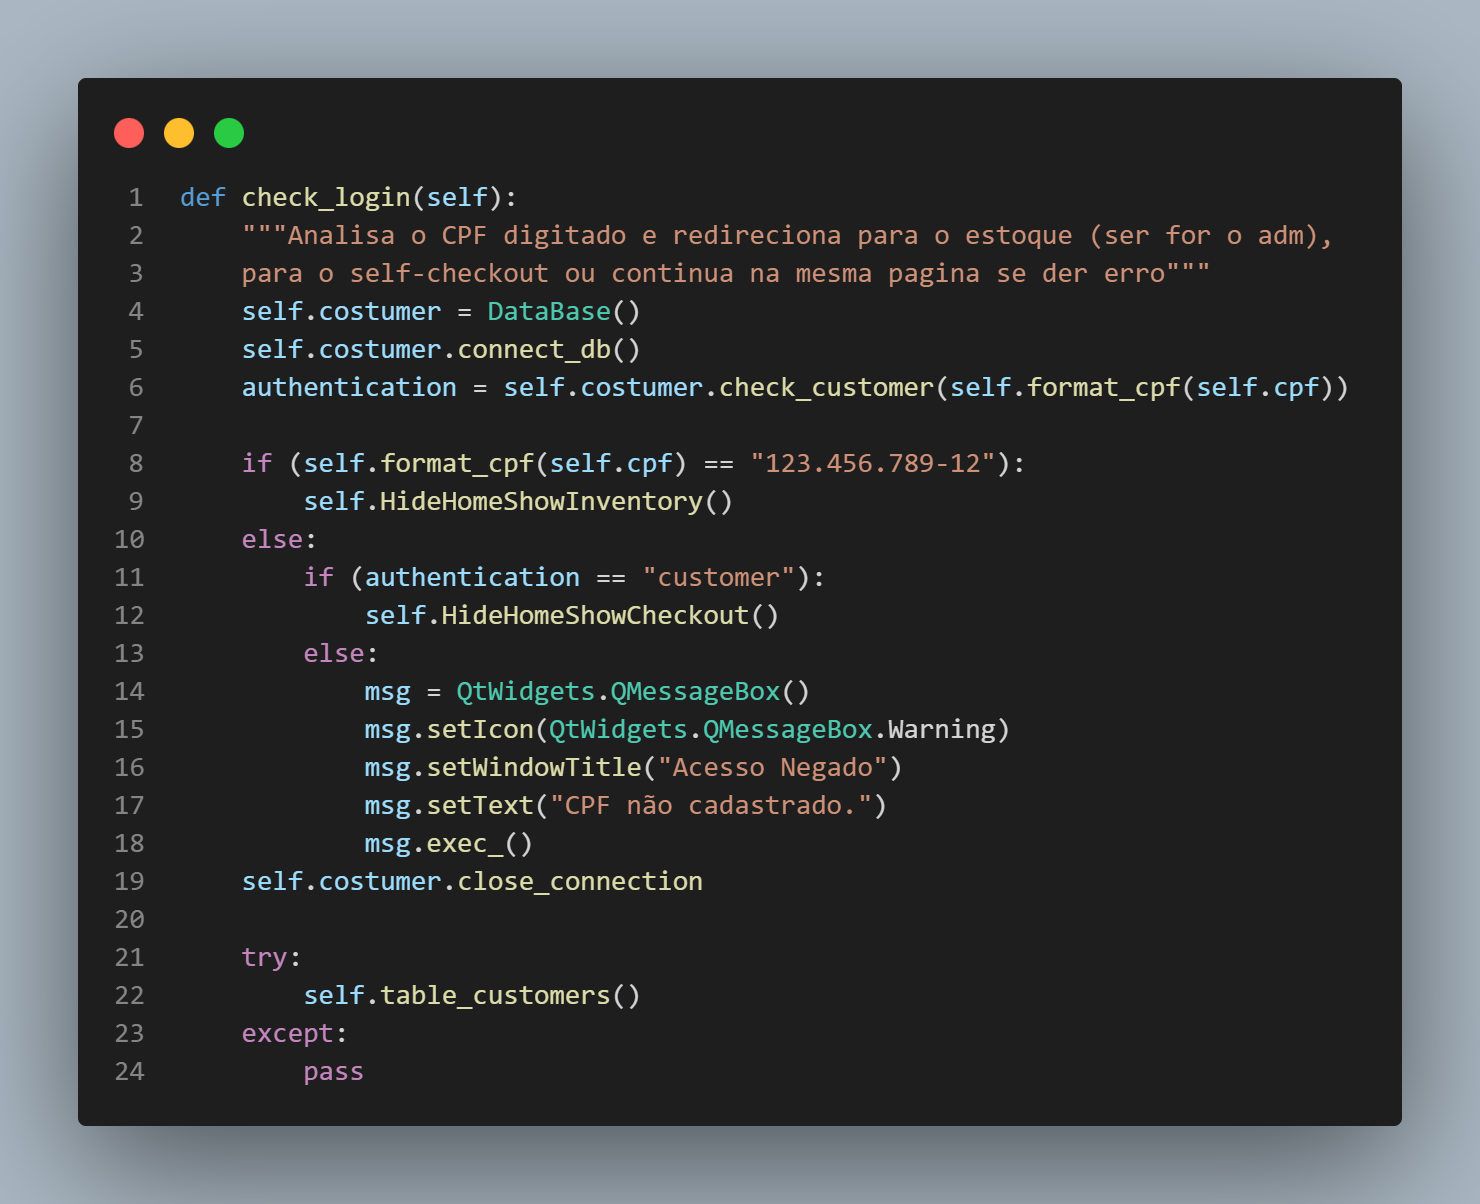 1 def check_login(self):
2 """Analisa o CPF digitado e redireciona para o estoque (ser for o adm),
3 para o self-checkout ou continua na mesma pagina se der erro"""
4 self.costumer = DataBase()
5 self.costumer.connect_db()
6 authentication = self.costumer.check_customer(self.format_cpf(self.cpf))
7
8 if (self.format_cpf(self.cpf) == "123.456.789-12"):
9 self.HideHomeShowInventory()
10 else:
11 if (authentication == "customer"):
12 self.HideHomeShowCheckout()
13 else:
14 msg = QtWidgets.QMessageBox()
15 msg.setIcon(QtWidgets.QMessageBox.Warning)
16 msg.setWindowTitle("Acesso Negado")
17 msg.setText("CPF não cadastrado.")
18 msg.exec_()
19 self.costumer.close_connection
20
21 try:
22 self.table_customers()
23 except:
24 pass